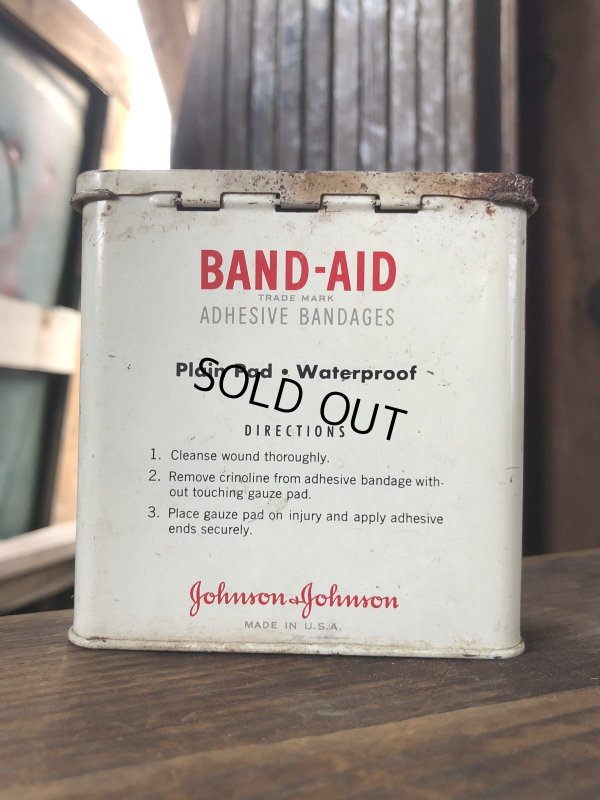 BAND-AID
TRADE MARK
ADHESIVE BANDAGES
Plain Pad • Waterproof
SOLD OUT
DIRECTIONS
1. Cleanse wound thoroughly.
2. Remove crinoline from adhesive bandage with-
out touching gauze pad.
3. Place gauze pad on injury and apply adhesive
ends securely.
Johnson & Johnson
MADE IN U.S.A.